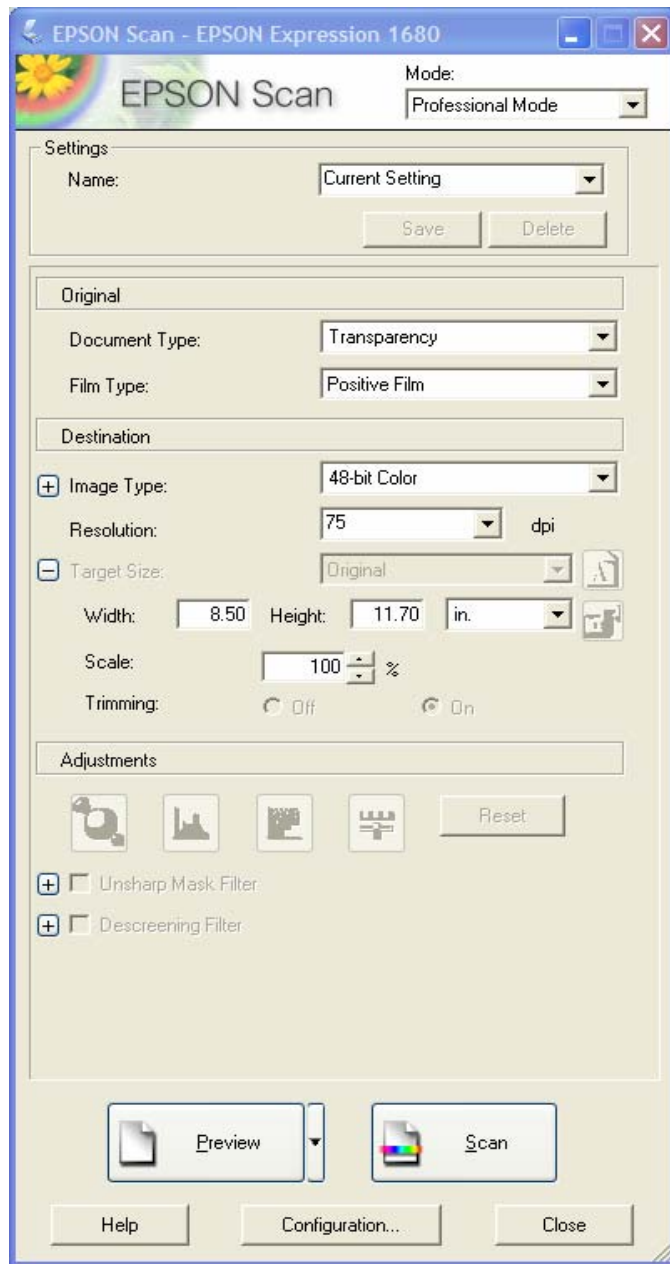 EPSON Scan - EPSON Expression 1680
EPSON Scan
Mode:
Professional Mode
Settings
Name: Current Setting
Save Delete
Original
Document Type: Transparency
Film Type: Positive Film
Destination
Image Type: 48-bit Color
Resolution: 75 dpi
Target Size: Original
Width: 8.50 Height: 11.70 in.
Scale: 100 %
Trimming: Off On
Adjustments
Reset
Unsharp Mask Filter
Descreening Filter
Preview Scan
Help Configuration... Close